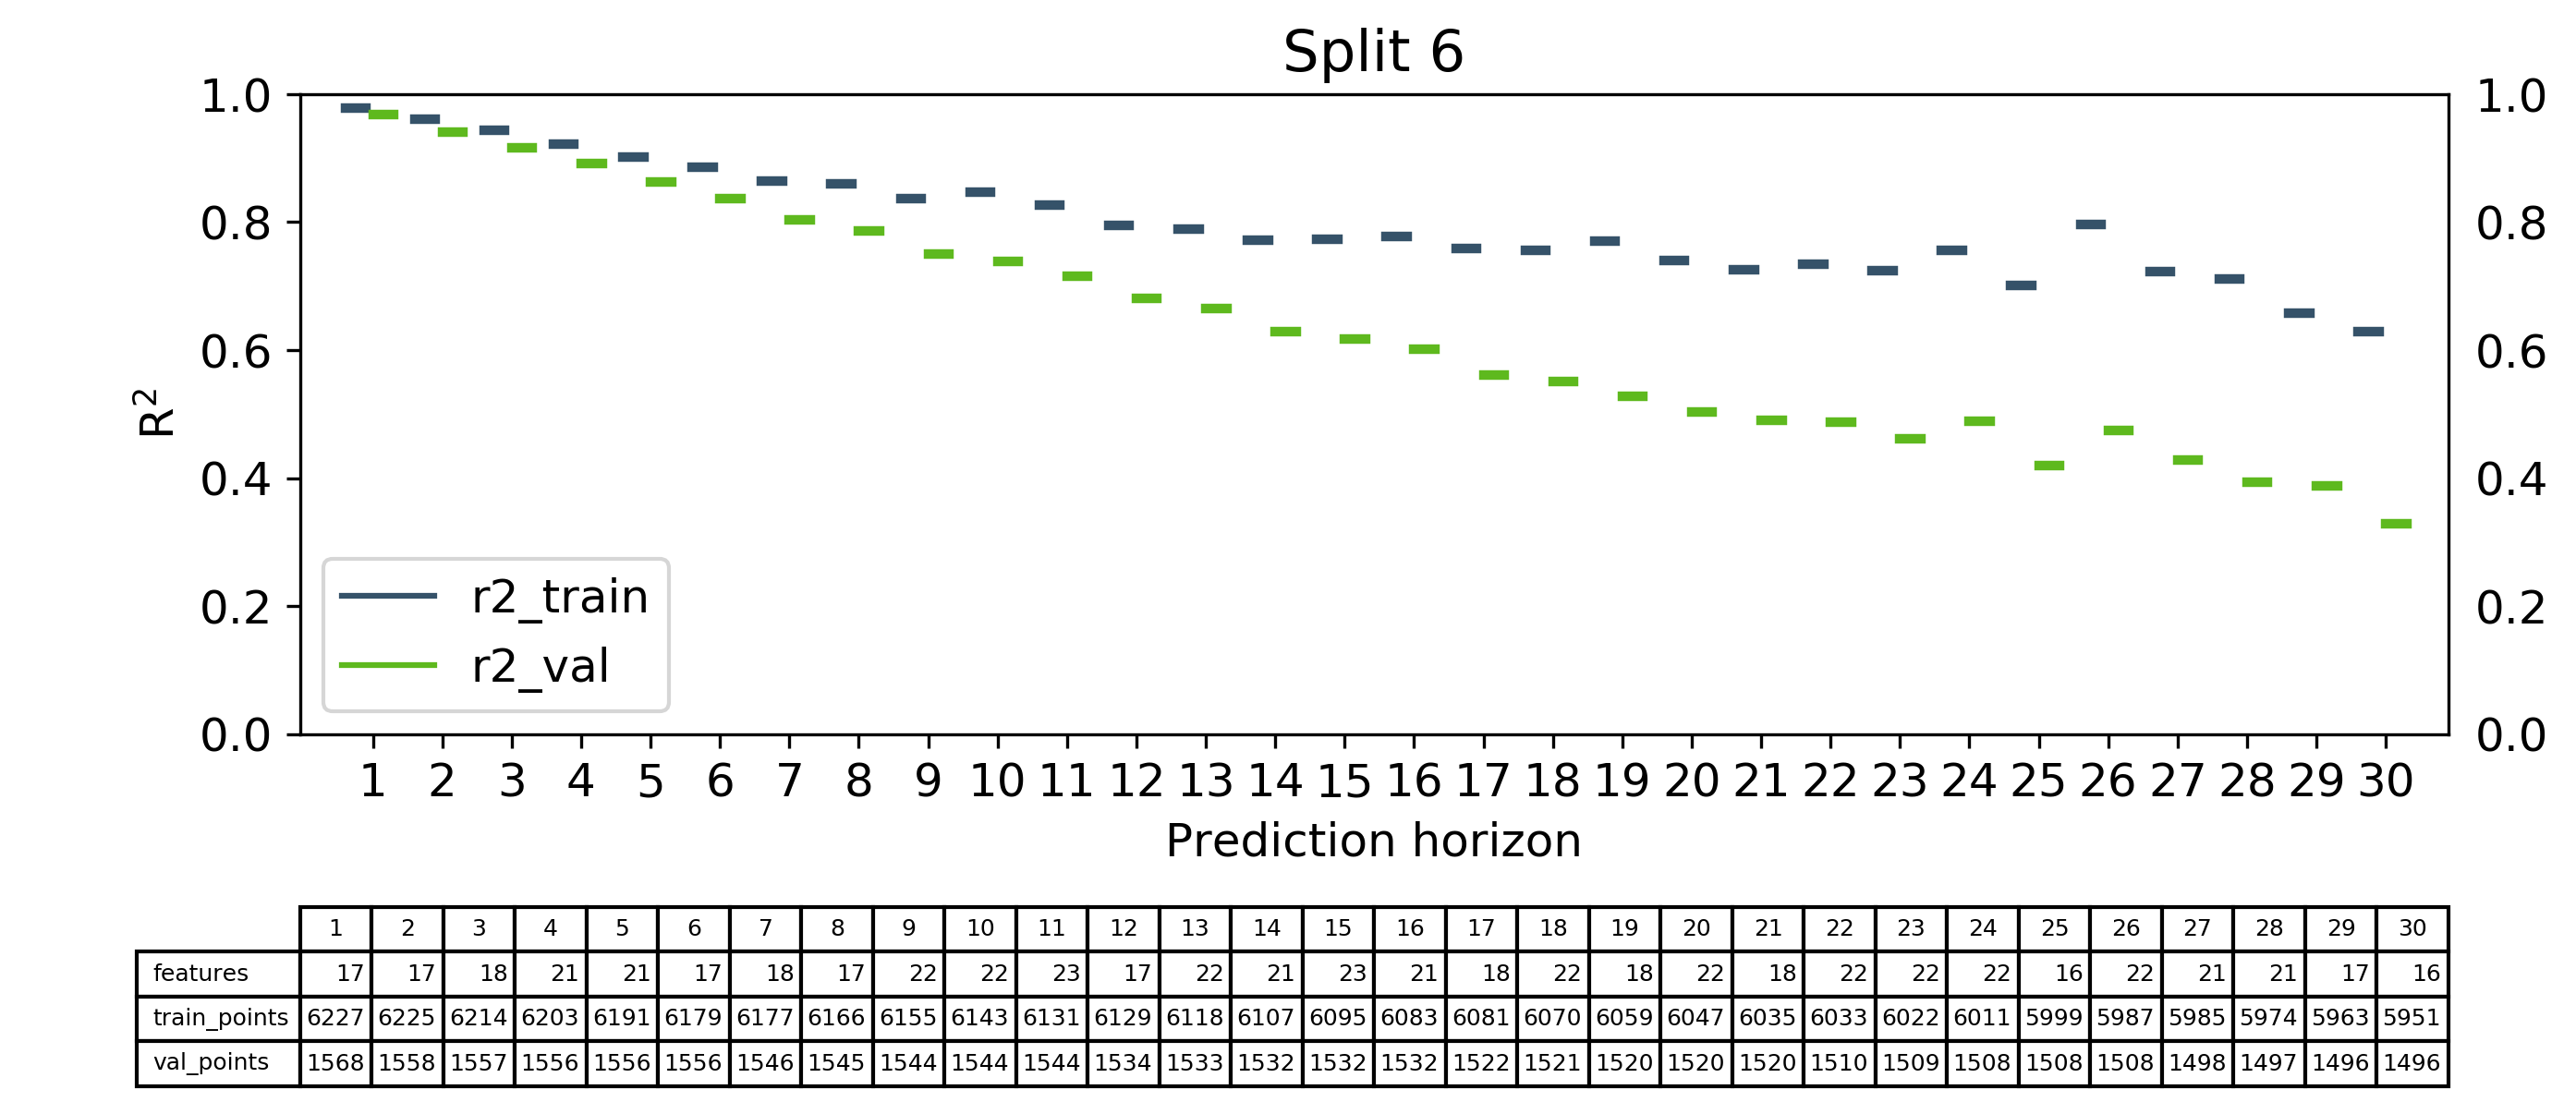 Split 6
1.0 1.0
0.8 0.8
0.6 0.6
R²
0.4 0.4
0.2 0.2
0.0 0.0
r2_train
r2_val
1 2 3 4 5 6 7 8 9 10 11 12 13 14 15 16 17 18 19 20 21 22 23 24 25 26 27 28 29 30
Prediction horizon
1 2 3 4 5 6 7 8 9 10 11 12 13 14 15 16 17 18 19 20 21 22 23 24 25 26 27 28 29 30
features 17 17 18 21 21 17 18 17 22 22 23 17 22 21 23 21 18 22 18 22 18 22 22 22 16 22 21 21 17 16
train_points 6227 6225 6214 6203 6191 6179 6177 6166 6155 6143 6131 6129 6118 6107 6095 6083 6081 6070 6059 6047 6035 6033 6022 6011 5999 5987 5985 5974 5963 5951
val_points 1568 1558 1557 1556 1556 1556 1546 1545 1544 1544 1544 1534 1533 1532 1532 1532 1522 1521 1520 1520 1520 1510 1509 1508 1508 1508 1498 1497 1496 1496